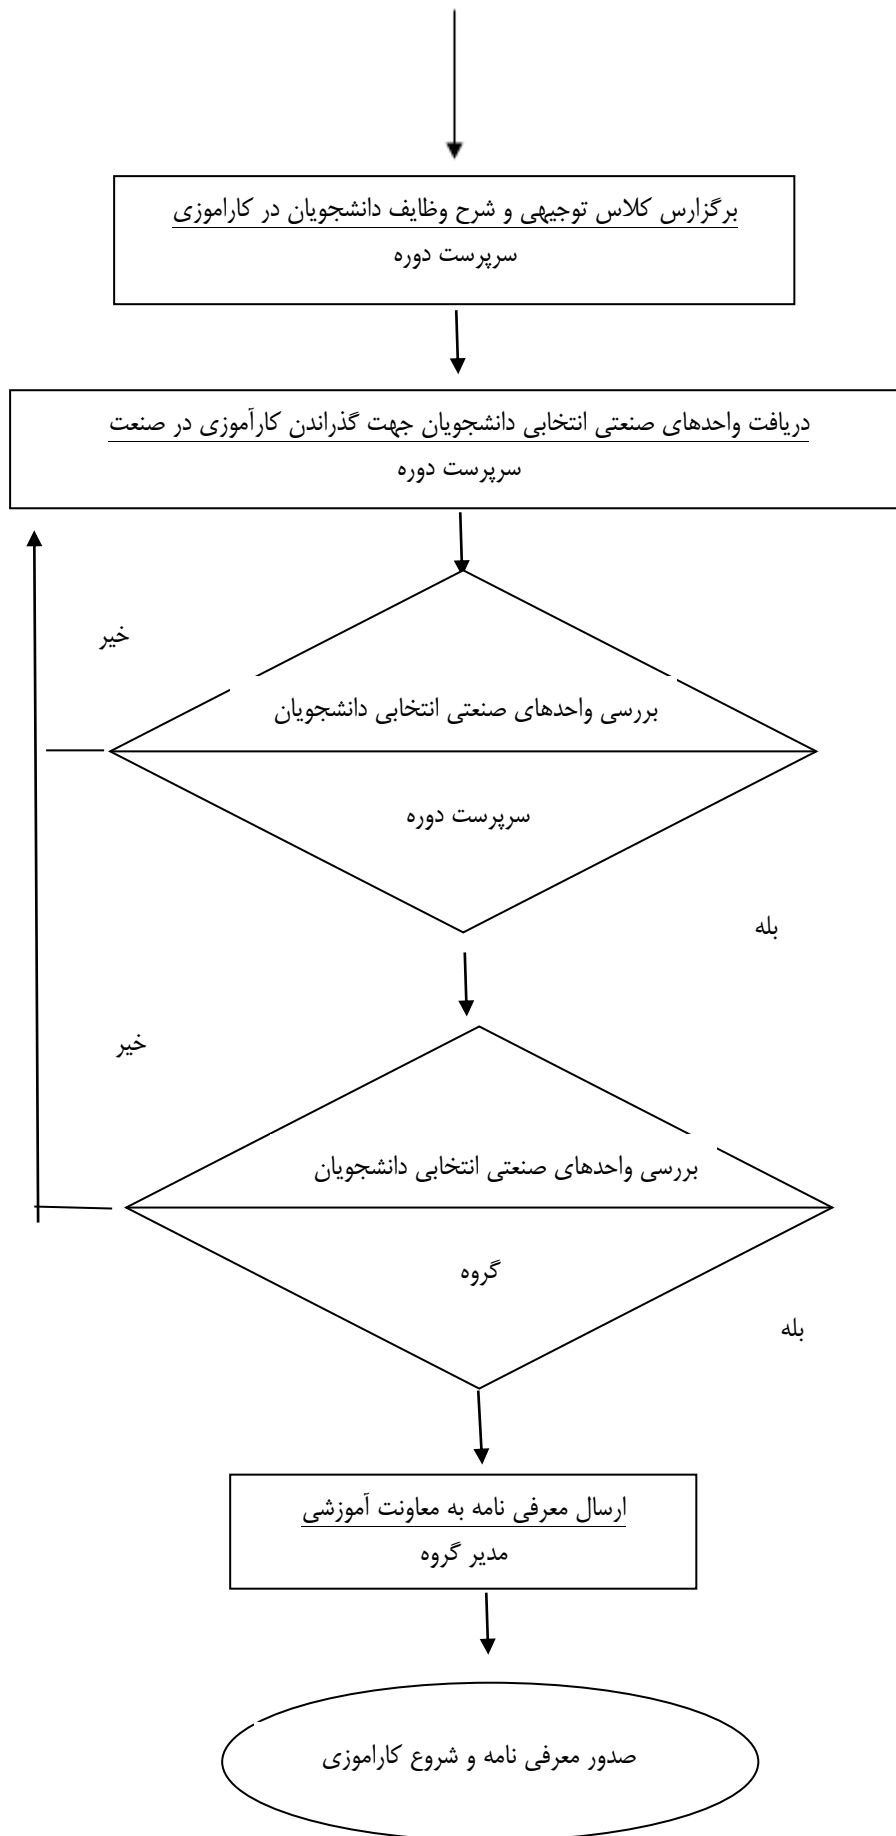 برگزارس کلاس توجیهی و شرح وظایف دانشجویان در کاراموزی
سرپرست دوره
دریافت واحدهای صنعتی انتخابی دانشجویان جهت گذراندن کارآموزی در صنعت
سرپرست دوره
خیر
بررسی واحدهای صنعتی انتخابی دانشجویان
سرپرست دوره
بله
خیر
بررسی واحدهای صنعتی انتخابی دانشجویان
گروه
بله
ارسال معرفی نامه به معاونت آموزشی
مدیر گروه
صدور معرفی نامه و شروع کاراموزی